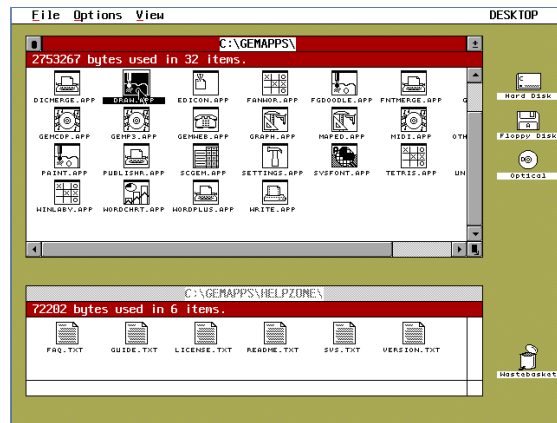 File Options View DESKTOP
C:\GEMAPPS\
2753267 bytes used in 32 items.
DICMERGE.APP DRAW.APP EDICON.APP FANWOR.APP FGDOODLE.APP FNTMERGE.APP G
GEMCDP.APP GEMP3.APP GEMWEB.APP GRAPH.APP MAPED.APP MIDI.APP OTH
PAINT.APP PUBLISHR.APP SCGEM.APP SETTINGS.APP SYSFONT.APP TETRIS.APP UN
WINLABY.APP WORDCHRT.APP WORDPLUS.APP WRITE.APP
C
Hard Disk
A
Floppy Disk
Optical
C:\GEMAPPS\HELPZONE\
72202 bytes used in 6 items.
FAQ.TXT GUIDE.TXT LICENSE.TXT README.TXT SYS.TXT VERSION.TXT
Wastebasket